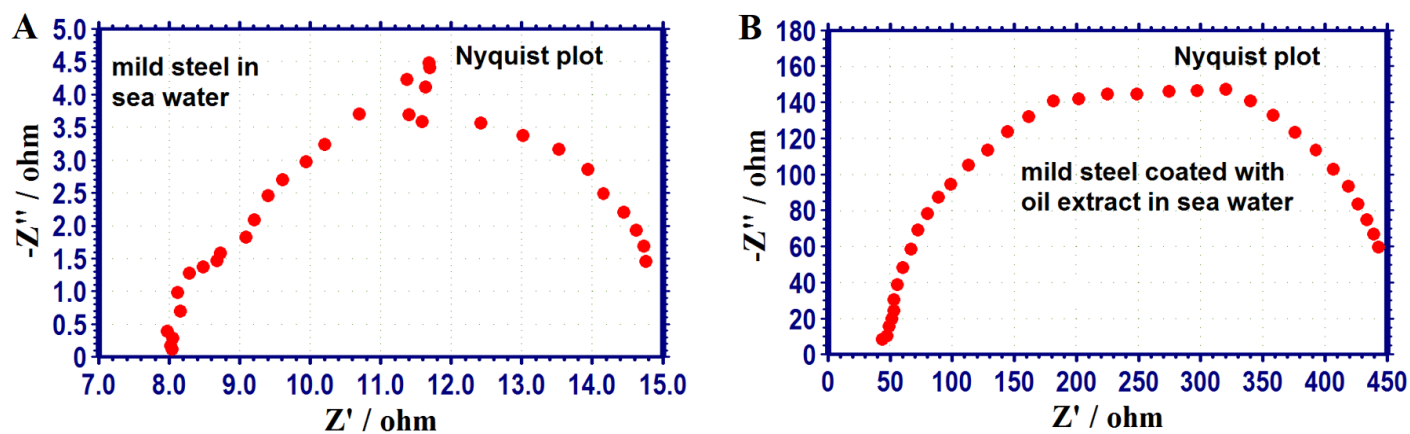 A
5.0
4.5
4.0
3.5
3.0
2.5
2.0
1.5
1.0
0.5
0
-Z'' / ohm
mild steel in
sea water
Nyquist plot
7.0 8.0 9.0 10.0 11.0 12.0 13.0 14.0 15.0
Z' / ohm
B
180
160
140
120
100
80
60
40
20
0
-Z'' / ohm
Nyquist plot
mild steel coated with
oil extract in sea water
0 50 100 150 200 250 300 350 400 450
Z' / ohm